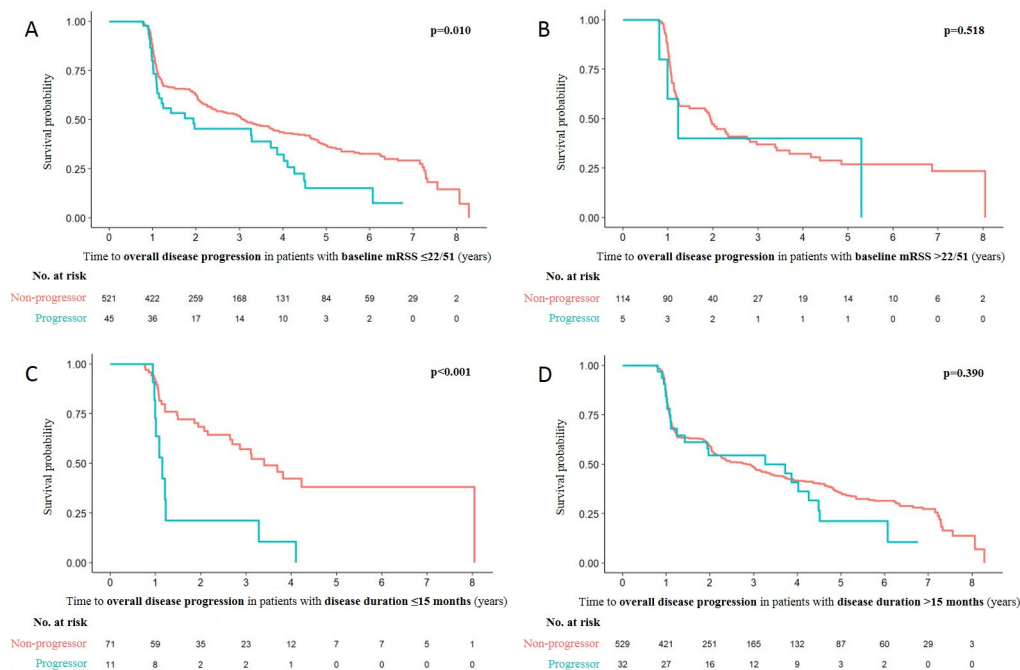 A
p=0.010
Survival probability
1.00
0.75
0.50
0.25
0.00
0 1 2 3 4 5 6 7 8
Time to overall disease progression in patients with baseline mRSS ≤22/51 (years)
No. at risk
Non-progressor 521 422 259 168 131 84 59 29 2
Progressor 45 36 17 14 10 3 2 0 0
B
p=0.518
Survival probability
1.00
0.75
0.50
0.25
0.00
0 1 2 3 4 5 6 7 8
Time to overall disease progression in patients with baseline mRSS >22/51 (years)
No. at risk
Non-progressor 114 90 40 27 19 14 10 6 2
Progressor 5 3 2 1 1 1 0 0 0
C
p<0.001
Survival probability
1.00
0.75
0.50
0.25
0.00
0 1 2 3 4 5 6 7 8
Time to overall disease progression in patients with disease duration ≤15 months (years)
No. at risk
Non-progressor 71 59 35 23 12 7 7 5 1
Progressor 11 8 2 2 1 0 0 0 0
D
p=0.390
Survival probability
1.00
0.75
0.50
0.25
0.00
0 1 2 3 4 5 6 7 8
Time to overall disease progression in patients with disease duration >15 months (years)
No. at risk
Non-progressor 529 421 251 165 132 87 60 29 3
Progressor 32 27 16 12 9 3 2 0 0